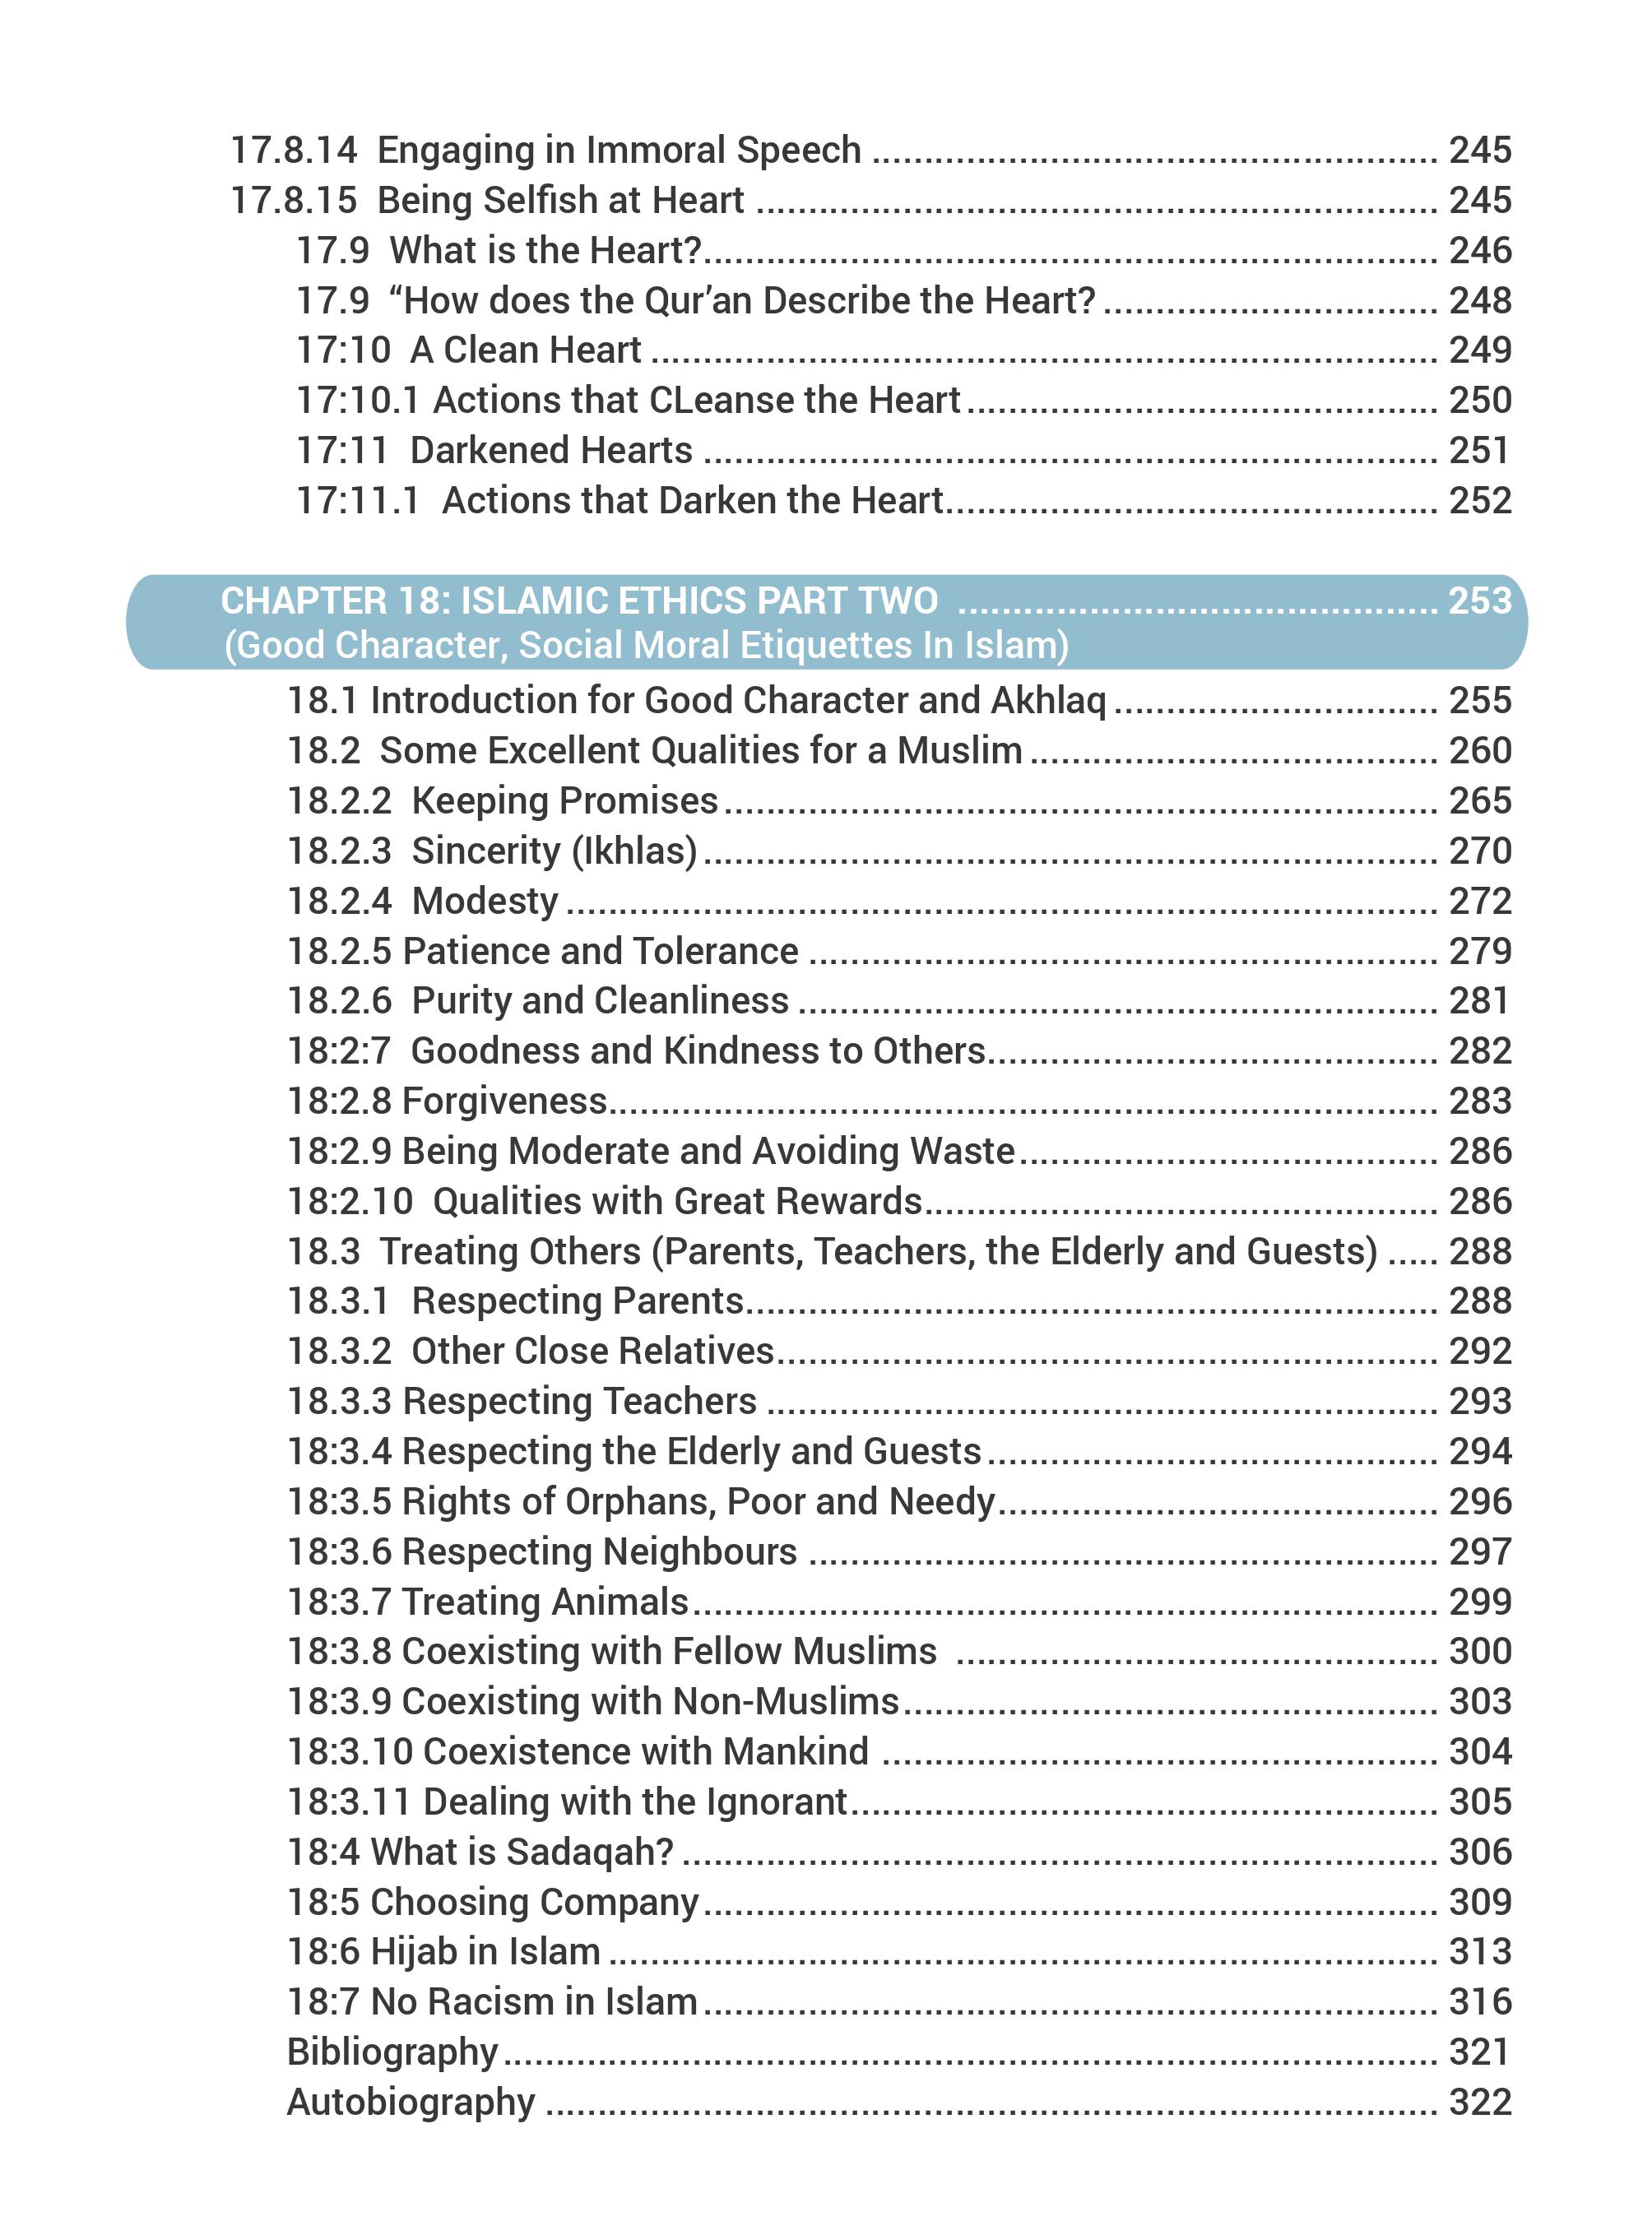 17.8.14  Engaging in Immoral Speech ...................................................... 245
17.8.15  Being Selfish at Heart ................................................................. 245
17.9  What is the Heart?...................................................................... 246
17.9  “How does the Qur’an Describe the Heart? ................................ 248
17:10  A Clean Heart ........................................................................... 249
17:10.1 Actions that CLeanse the Heart ............................................. 250
17:11  Darkened Hearts ...................................................................... 251
17:11.1  Actions that Darken the Heart............................................... 252
CHAPTER 18: ISLAMIC ETHICS PART TWO  ............................................ 253
(Good Character, Social Moral Etiquettes In Islam)
18.1 Introduction for Good Character and Akhlaq ............................... 255
18.2  Some Excellent Qualities for a Muslim ....................................... 260
18.2.2  Keeping Promises .................................................................... 265
18.2.3  Sincerity (Ikhlas) ...................................................................... 270
18.2.4  Modesty ................................................................................... 272
18.2.5 Patience and Tolerance ............................................................ 279
18.2.6  Purity and Cleanliness ............................................................. 281
18:2:7  Goodness and Kindness to Others........................................... 282
18:2.8 Forgiveness............................................................................... 283
18:2.9 Being Moderate and Avoiding Waste ........................................ 286
18:2.10  Qualities with Great Rewards................................................. 286
18.3  Treating Others (Parents, Teachers, the Elderly and Guests) ..... 288
18.3.1  Respecting Parents.................................................................. 288
18.3.2  Other Close Relatives............................................................... 292
18.3.3 Respecting Teachers ................................................................ 293
18:3.4 Respecting the Elderly and Guests ........................................... 294
18:3.5 Rights of Orphans, Poor and Needy.......................................... 296
18:3.6 Respecting Neighbours ............................................................ 297
18:3.7 Treating Animals ....................................................................... 299
18:3.8 Coexisting with Fellow Muslims  .............................................. 300
18:3.9 Coexisting with Non-Muslims ................................................... 303
18:3.10 Coexistence with Mankind ..................................................... 304
18:3.11 Dealing with the Ignorant........................................................ 305
18:4 What is Sadaqah? ........................................................................ 306
18:5 Choosing Company ...................................................................... 309
18:6 Hijab in Islam ............................................................................... 313
18:7 No Racism in Islam ...................................................................... 316
Bibliography ......................................................................................... 321
Autobiography ..................................................................................... 322